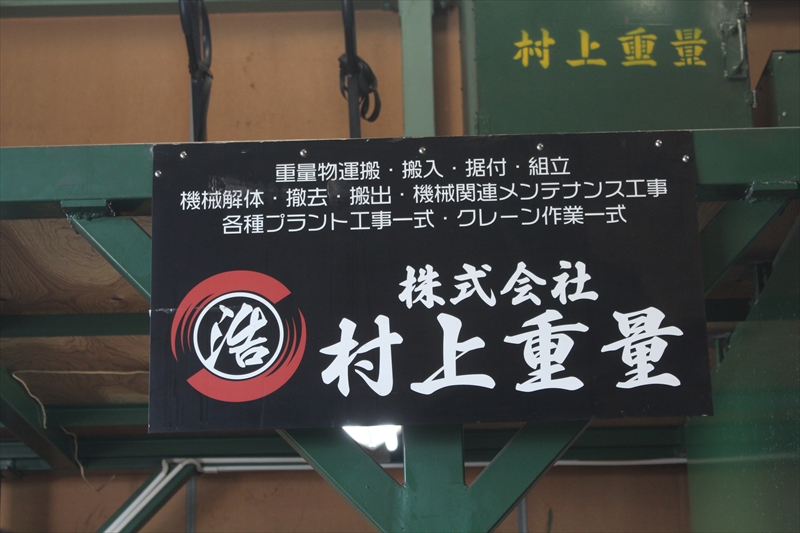 村上重量
重量物運搬・搬入・据付・組立
機械解体・撤去・搬出・機械関連メンテナンス工事
各種プラント工事一式・クレーン作業一式
浩
株式会社
村上重量